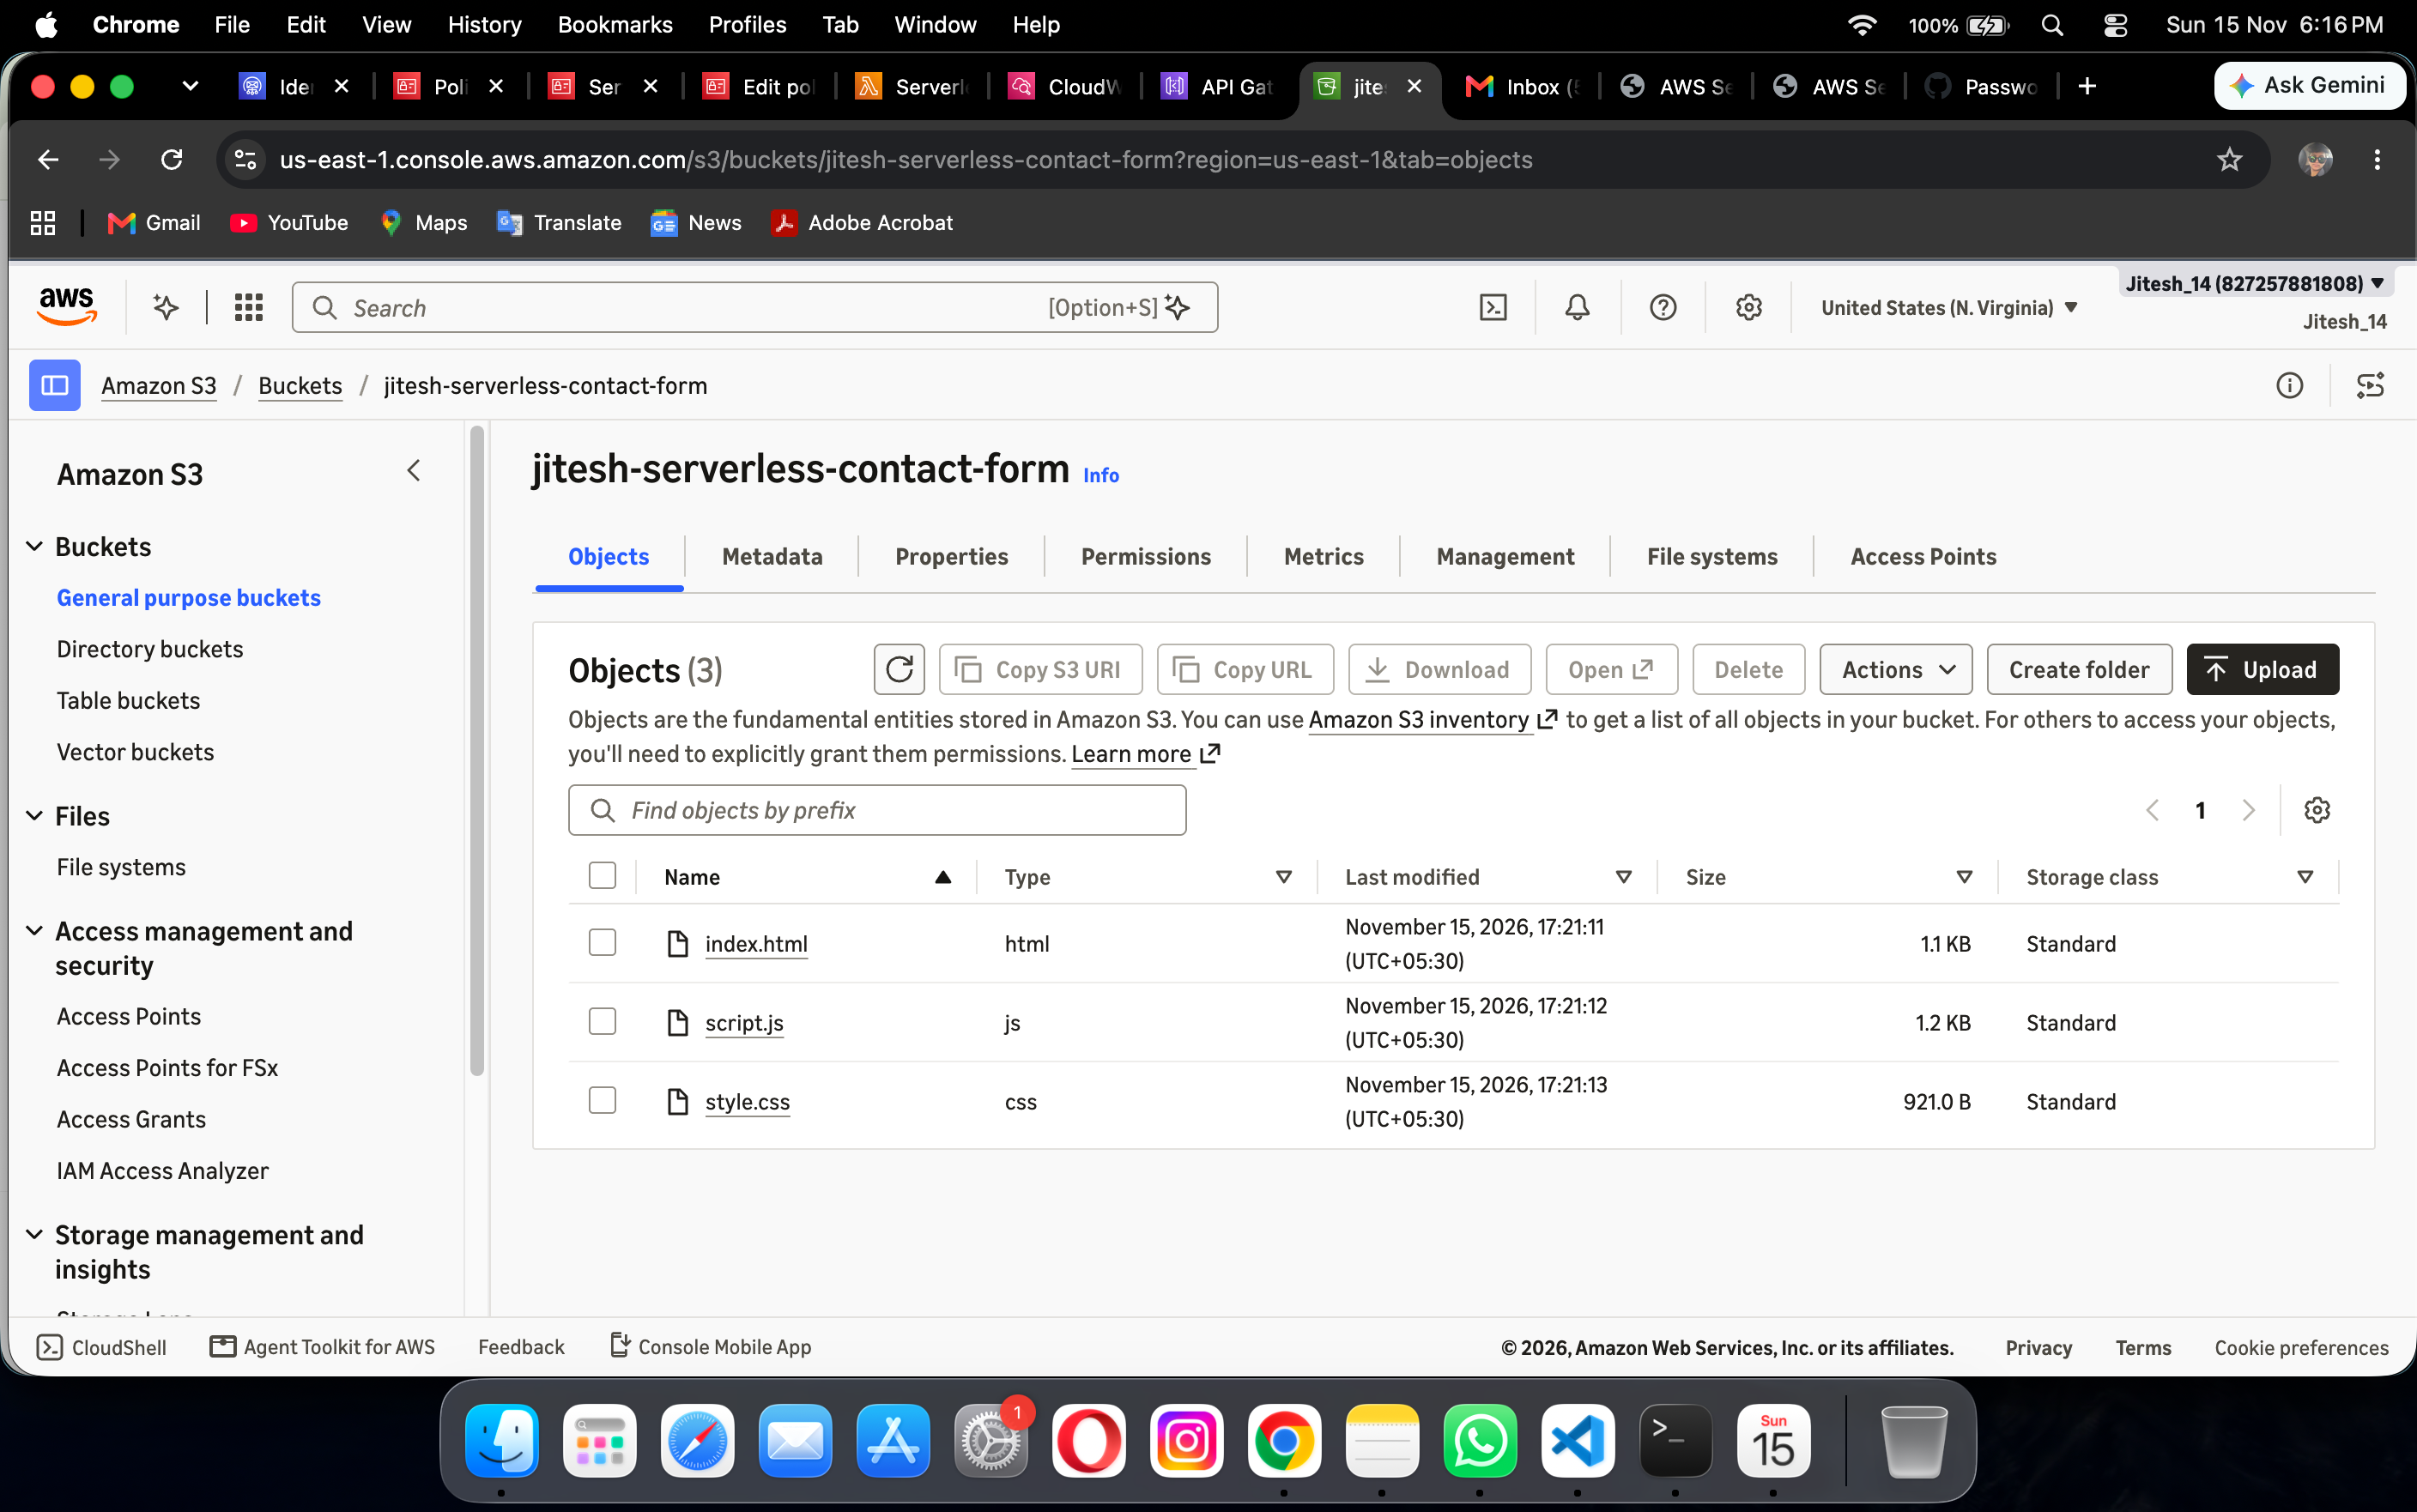 Chrome File Edit View History Bookmarks Profiles Tab Window Help 100% Sun 15 Nov 6:16 PM
Ide Poli Ser Edit po Serverl CloudW API Gat jite Inbox ( AWS Se AWS Se Passwo Ask Gemini
us-east-1.console.aws.amazon.com/s3/buckets/jitesh-serverless-contact-form?region=us-east-1&tab=objects
Gmail YouTube Maps Translate News Adobe Acrobat
aws Search [Option+S] United States (N. Virginia) Jitesh_14 (827257881808)
Jitesh_14
Amazon S3 / Buckets / jitesh-serverless-contact-form
Amazon S3
Buckets
General purpose buckets
Directory buckets
Table buckets
Vector buckets
Files
File systems
Access management and
security
Access Points
Access Points for FSx
Access Grants
IAM Access Analyzer
Storage management and
insights
jitesh-serverless-contact-form Info
Objects Metadata Properties Permissions Metrics Management File systems Access Points
Objects (3) Copy S3 URI Copy URL Download Open Delete Actions Create folder Upload
Objects are the fundamental entities stored in Amazon S3. You can use Amazon S3 inventory to get a list of all objects in your bucket. For others to access your objects,
you'll need to explicitly grant them permissions. Learn more
Find objects by prefix 1
Name Type Last modified Size Storage class
index.html html November 15, 2026, 17:21:11 (UTC+05:30) 1.1 KB Standard
script.js js November 15, 2026, 17:21:12 (UTC+05:30) 1.2 KB Standard
style.css css November 15, 2026, 17:21:13 (UTC+05:30) 921.0 B Standard
CloudShell Agent Toolkit for AWS Feedback Console Mobile App © 2026, Amazon Web Services, Inc. or its affiliates. Privacy Terms Cookie preferences
1
Sun
15